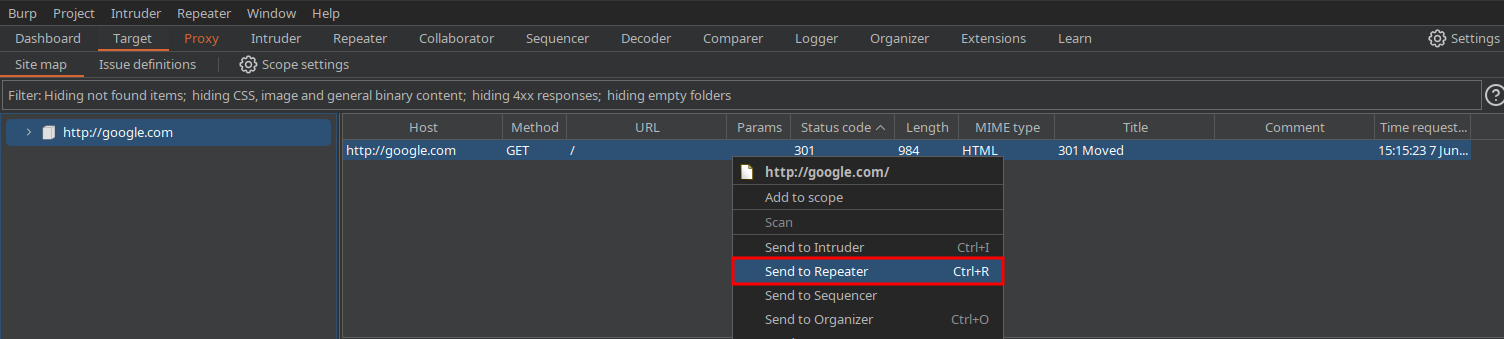 Burp Project Intruder Repeater Window Help
Dashboard Target Proxy Intruder Repeater Collaborator Sequencer Decoder Comparer Logger Organizer Extensions Learn Settings
Site map Issue definitions Scope settings
Filter: Hiding not found items; hiding CSS, image and general binary content; hiding 4xx responses; hiding empty folders ?
http://google.com
Host Method URL Params Status code Length MIME type Title Comment Time request...
http://google.com GET / 301 984 HTML 301 Moved 15:15:23 7 Jun...
http://google.com/
Add to scope
Scan
Send to Intruder Ctrl+I
Send to Repeater Ctrl+R
Send to Sequencer
Send to Organizer Ctrl+O